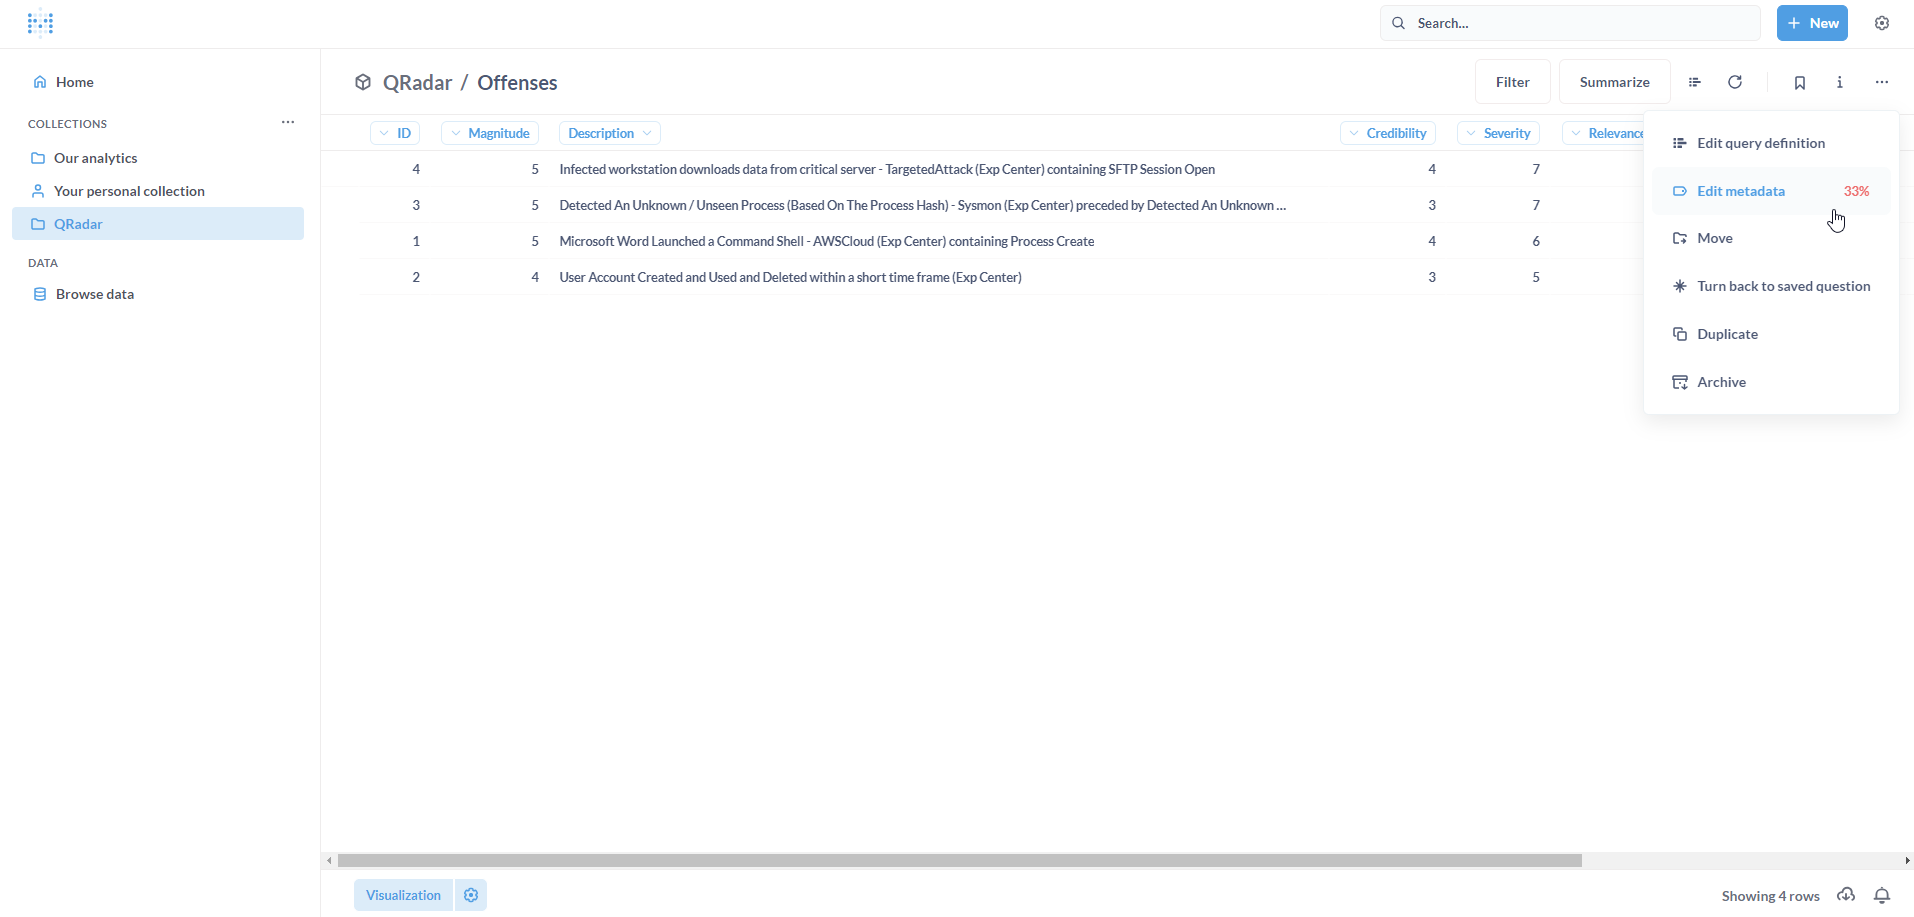 Search...
+ New
Home
COLLECTIONS
Our analytics
Your personal collection
QRadar
DATA
Browse data
QRadar / Offenses
Filter
Summarize
ID Magnitude Description Credibility Severity Relevance
4 5 Infected workstation downloads data from critical server - TargetedAttack (Exp Center) containing SFTP Session Open 4 7
3 5 Detected An Unknown / Unseen Process (Based On The Process Hash) - Sysmon (Exp Center) preceded by Detected An Unknown ... 3 7
1 5 Microsoft Word Launched a Command Shell - AWSCloud (Exp Center) containing Process Create 4 6
2 4 User Account Created and Used and Deleted within a short time frame (Exp Center) 3 5
Edit query definition
Edit metadata 33%
Move
Turn back to saved question
Duplicate
Archive
Visualization
Showing 4 rows